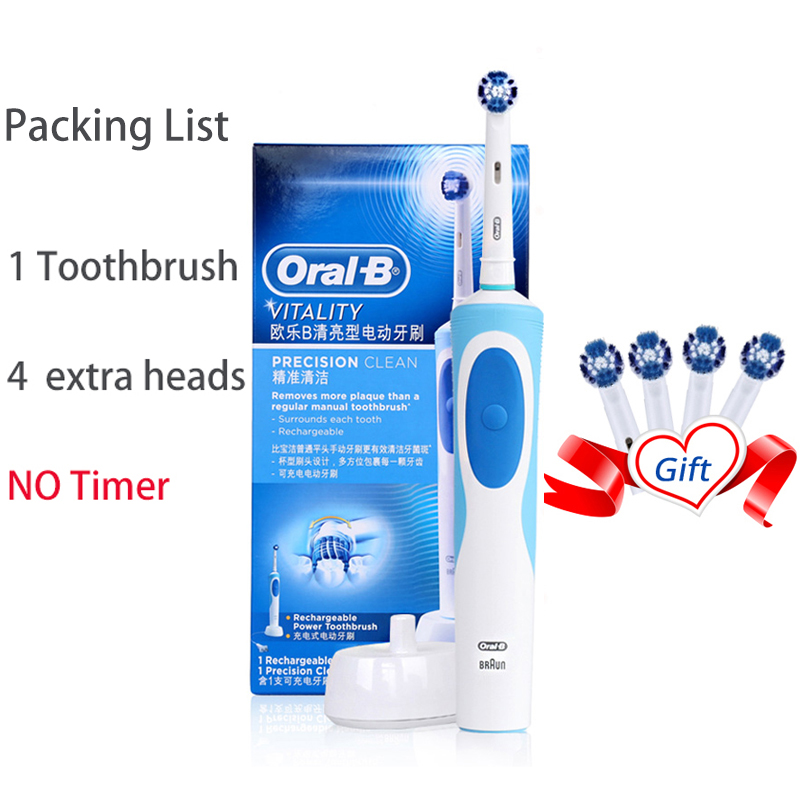 Packing List
1 Toothbrush
4 extra heads
NO Timer
Oral-B®
VITALITY
欧乐B清亮型电动牙刷
PRECISION CLEAN
精准清洁
Removes more plaque than a
regular manual toothbrush*
- Surrounds each tooth
- Rechargeable
比宝洁普通平头手动牙刷更有效清洁牙菌斑*
- 杯型刷头设计，多方位包裹每一颗牙齿
- 可充电电动牙刷
• Rechargeable
Power Toothbrush
• 充电式电动牙刷
1 Rechargeable
1 Precision Cle
含1支可充电牙
Oral-B
Oral-B
BRAUN
Gift